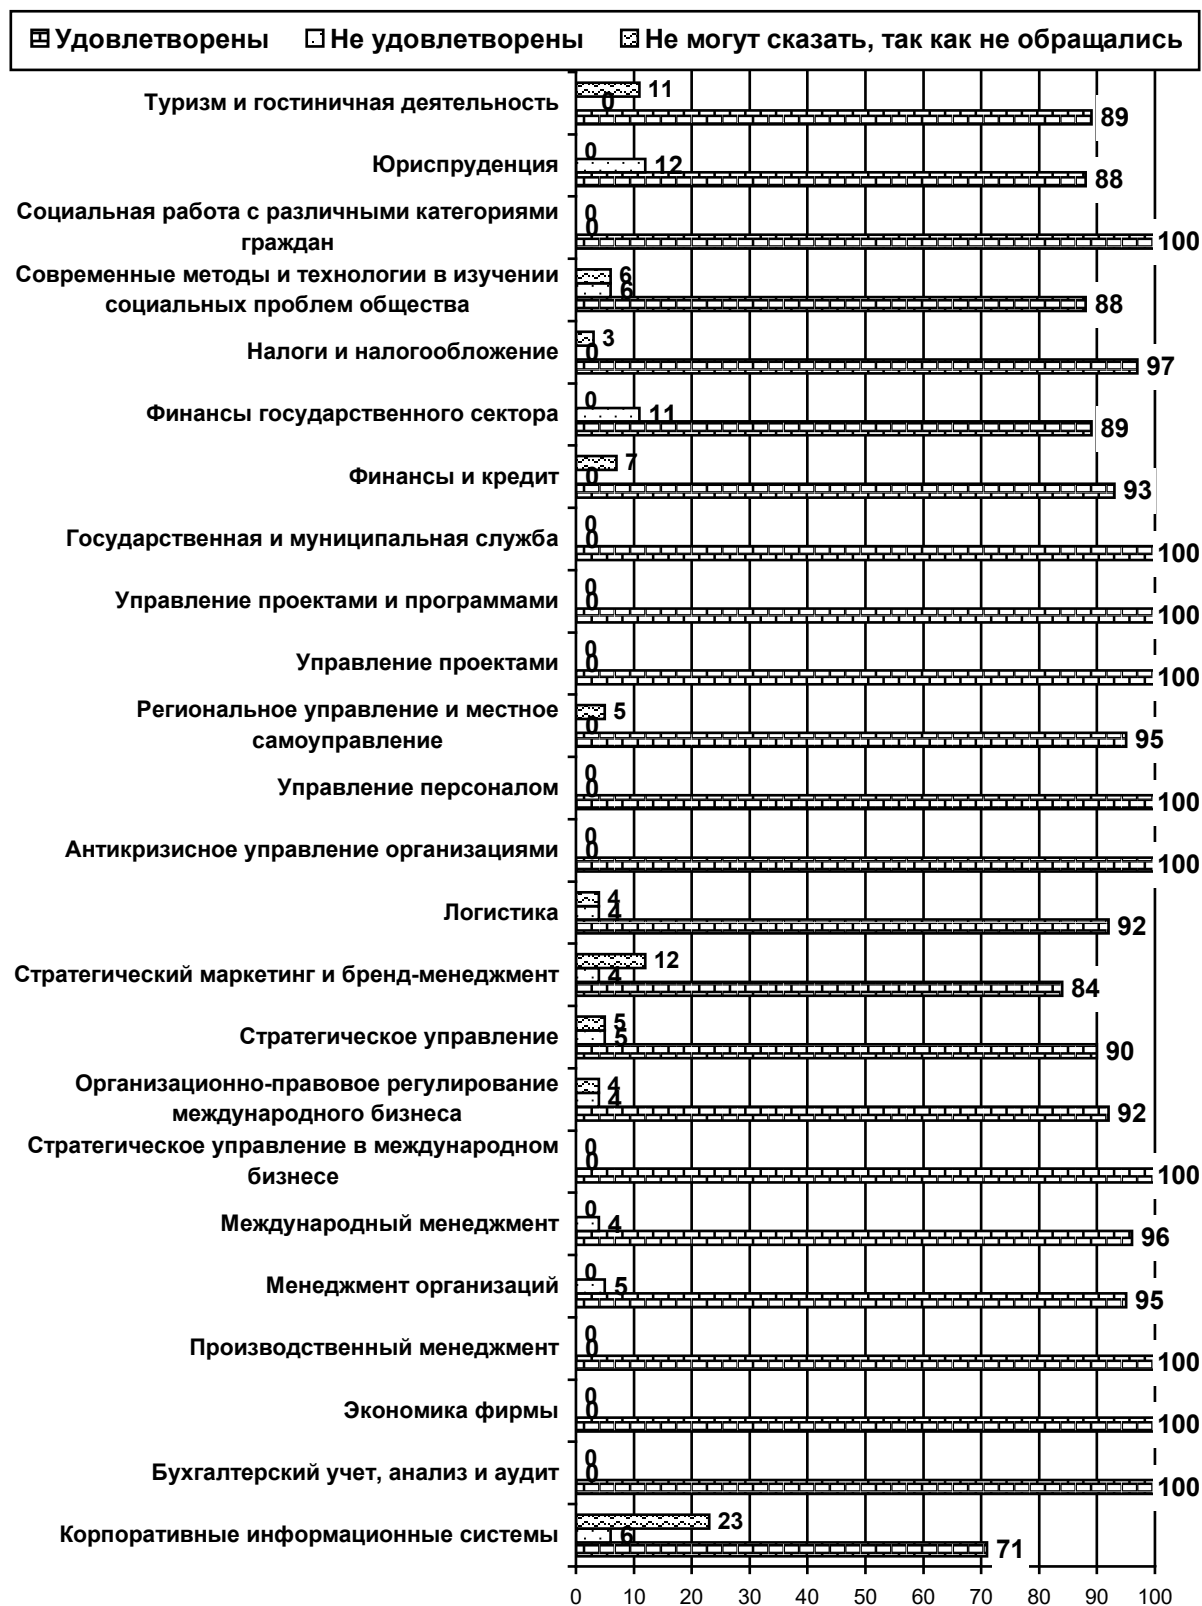 Удовлетворены Не удовлетворены Не могут сказать, так как не обращались
11
Туризм и гостиничная деятельность 0
89
0
Юриспруденция 12
88
Социальная работа с различными категориями 0
граждан 0
100
Современные методы и технологии в изучении 6
социальных проблем общества 6
88
3
Налоги и налогообложение 0
97
0
Финансы государственного сектора 11
89
7
Финансы и кредит 0
93
0
Государственная и муниципальная служба 0
100
0
Управление проектами и программами 0
100
0
Управление проектами 0
100
Региональное управление и местное 5
самоуправление 0
95
0
Управление персоналом 0
100
0
Антикризисное управление организациями 0
100
4
Логистика 4
92
12
Стратегический маркетинг и бренд-менеджмент 4
84
5
Стратегическое управление 5
90
Организационно-правовое регулирование 4
международного бизнеса 4
92
Стратегическое управление в международном 0
бизнесе 0
100
0
Международный менеджмент 4
96
0
Менеджмент организаций 5
95
0
Производственный менеджмент 0
100
0
Экономика фирмы 0
100
0
Бухгалтерский учет, анализ и аудит 0
100
23
Корпоративные информационные системы 6
71
0 10 20 30 40 50 60 70 80 90 100